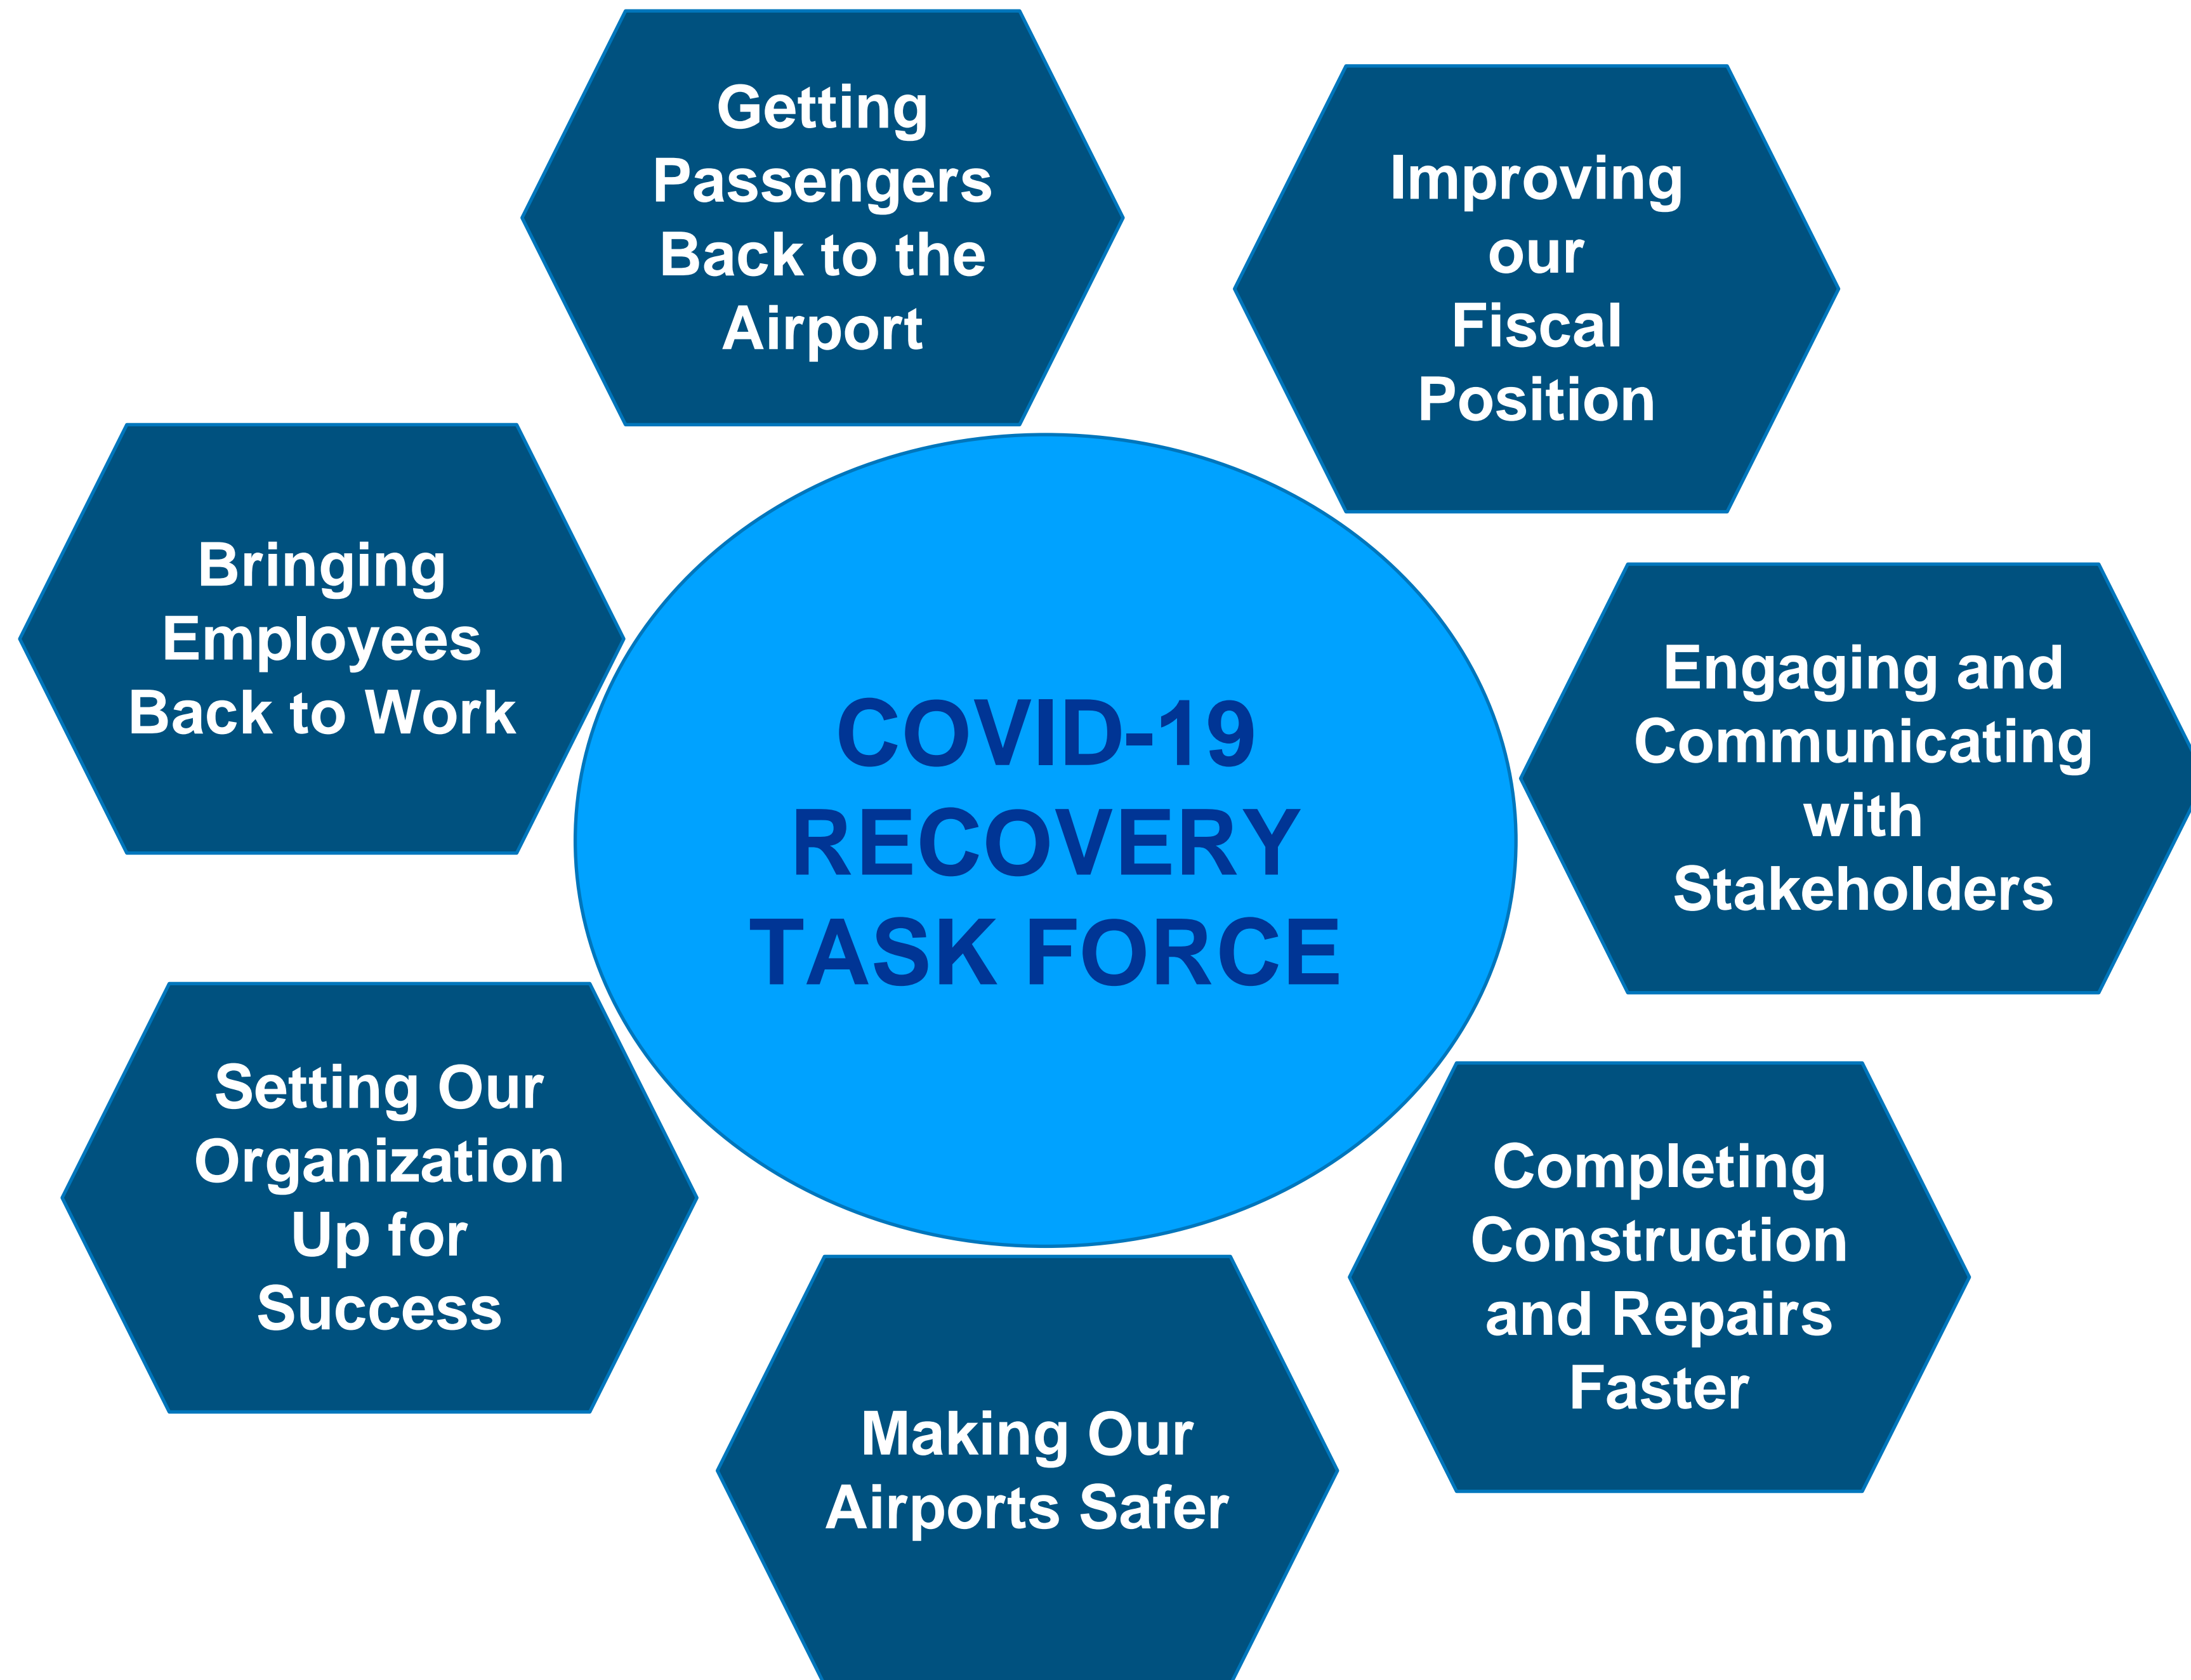 Getting
Passengers
Back to the
Airport
Improving
our
Fiscal
Position
Bringing
Employees
Back to Work
Engaging and
Communicating
with
Stakeholders
COVID-19
RECOVERY
TASK FORCE
Setting Our
Organization
Up for
Success
Completing
Construction
and Repairs
Faster
Making Our
Airports Safer